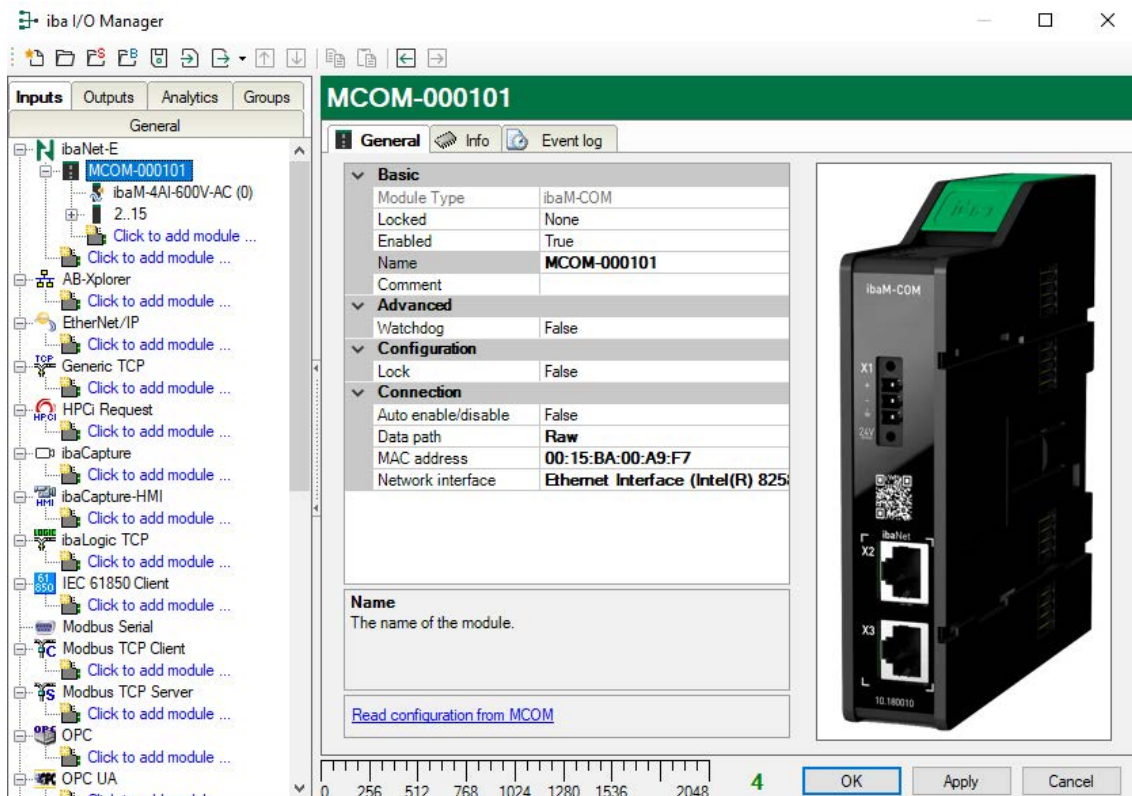 iba I/O Manager
Inputs Outputs Analytics Groups
General
ibaNet-E
MCOM-000101
ibaM-4AI-600V-AC (0)
2..15
Click to add module ...
Click to add module ...
AB-Xplorer
Click to add module ...
EtherNet/IP
Click to add module ...
TCP
Generic TCP
Click to add module ...
HPCi
HPCi Request
Click to add module ...
ibaCapture
Click to add module ...
HMI
ibaCapture-HMI
Click to add module ...
LOGIC
ibaLogic TCP
Click to add module ...
61
850
IEC 61850 Client
Click to add module ...
Modbus Serial
Modbus TCP Client
Click to add module ...
Modbus TCP Server
Click to add module ...
OPC
OPC
Click to add module ...
OPC UA
MCOM-000101
General Info Event log
Basic
Module Type ibaM-COM
Locked None
Enabled True
Name MCOM-000101
Comment
Advanced
Watchdog False
Configuration
Lock False
Connection
Auto enable/disable False
Data path Raw
MAC address 00:15:BA:00:A9:F7
Network interface Ethernet Interface (Intel(R) 825
Name
The name of the module.
Read configuration from MCOM
iba
ibaM-COM
X1
+
-
24V
ibaNet
X2
X3
10.180010
0 256 512 768 1024 1280 1536 2048
4
OK Apply Cancel